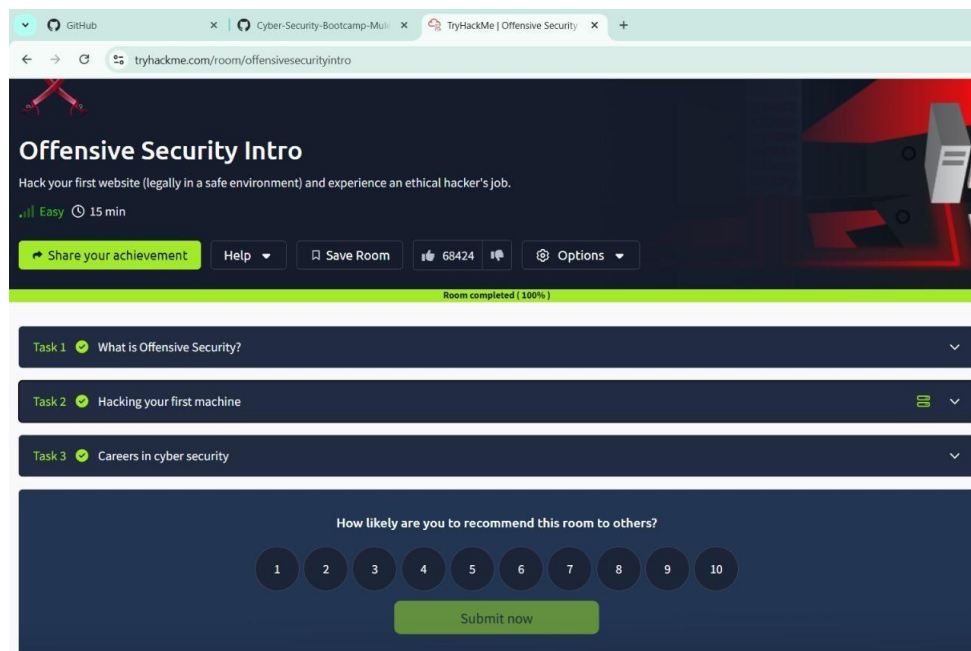 GitHub
Cyber-Security-Bootcamp-Muk
TryHackMe | Offensive Security
tryhackme.com/room/offensivesecurityintro
Offensive Security Intro
Hack your first website (legally in a safe environment) and experience an ethical hacker's job.
Easy 15 min
Share your achievement Help Save Room 68424 Options
Room completed ( 100% )
Task 1 What is Offensive Security?
Task 2 Hacking your first machine
Task 3 Careers in cyber security
How likely are you to recommend this room to others?
1 2 3 4 5 6 7 8 9 10
Submit now